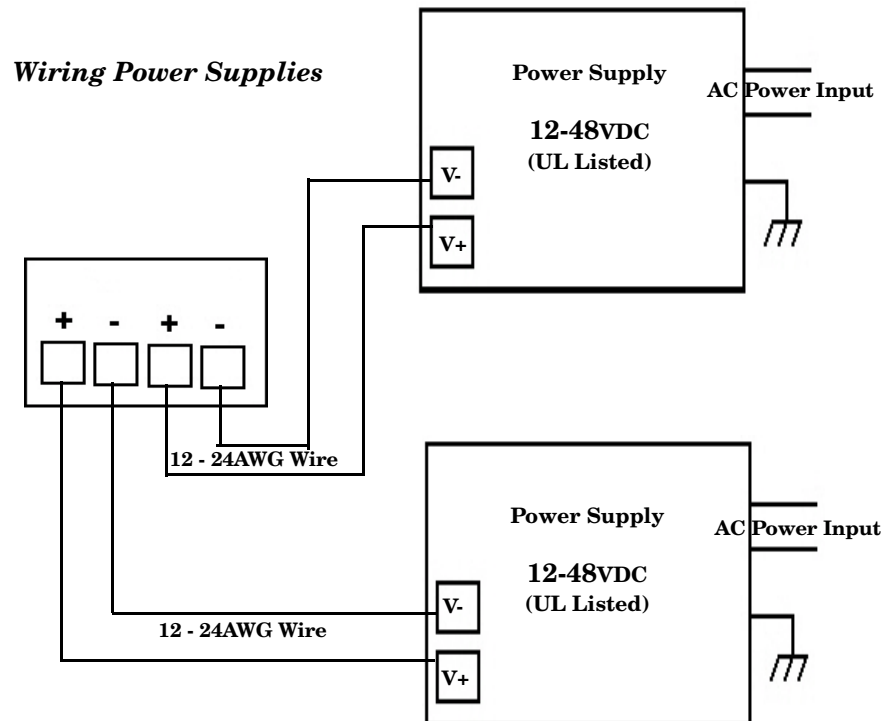 Wiring Power Supplies
Power Supply
AC Power Input
12-48VDC
(UL Listed)
V-
V+
+ - + -
12 - 24AWG Wire
Power Supply
AC Power Input
12-48VDC
(UL Listed)
V-
12 - 24AWG Wire
V+